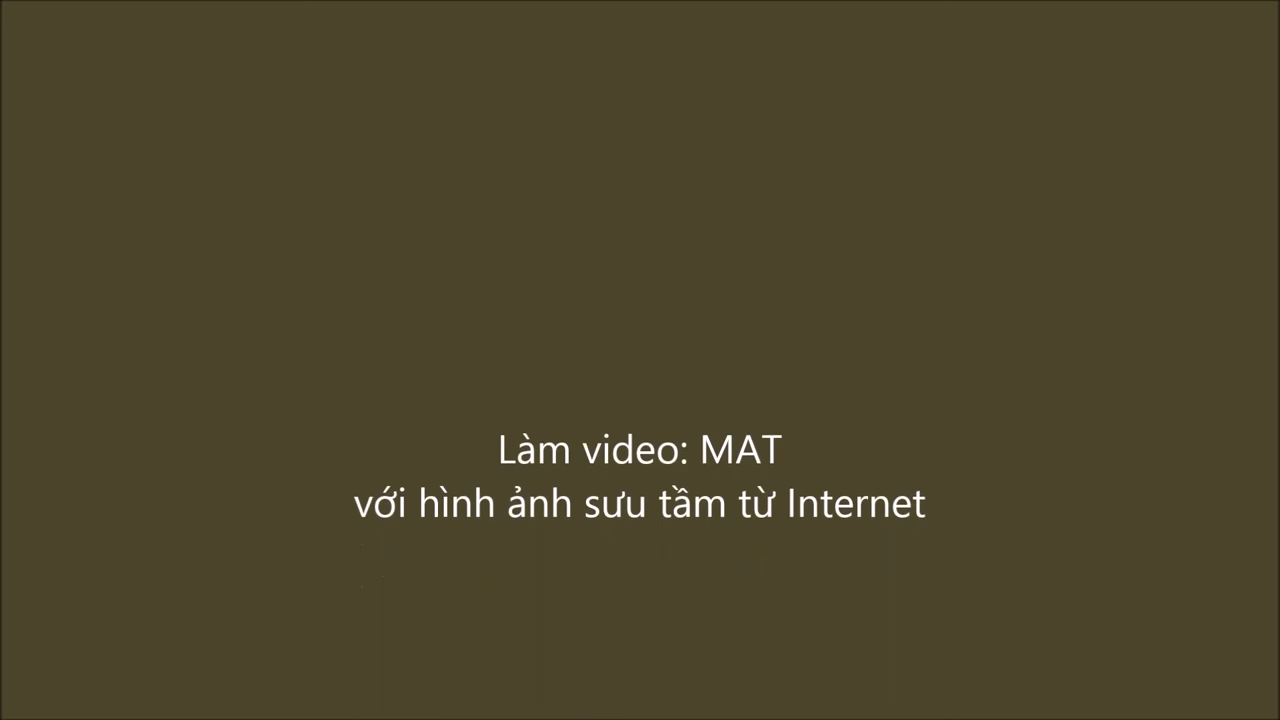 Làm video: MAT
với hình ảnh sưu tầm từ Internet